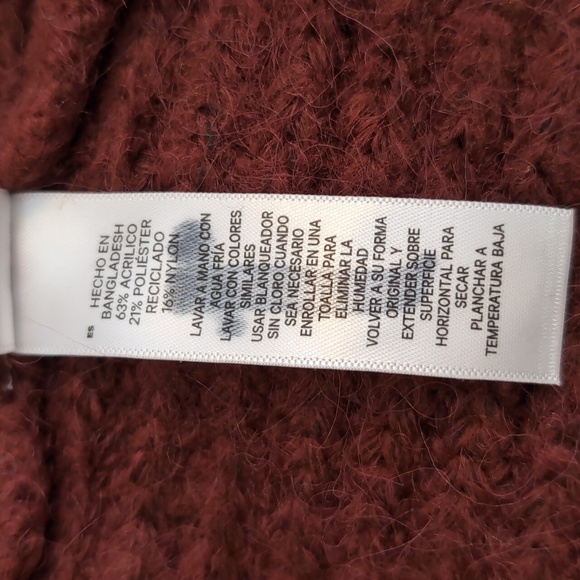 ES
HECHO EN
BANGLADESH
63% ACRILICO
21% POLIÉSTER
RECICLADO
16% NYLON
LAVAR A MANO CON
AGUA FRÍA
LAVAR CON COLORES
SIMILARES
USAR BLANQUEADOR
SIN CLORO CUANDO
SEA NECESARIO
ENROLLAR EN UNA
TOALLA PARA
ELIMINAR LA
HUMEDAD
VOLVER A SU FORMA
ORIGINAL Y
EXTENDER SOBRE
SUPERFICIE
HORIZONTAL PARA
SECAR
PLANCHAR A
TEMPERATURA BAJA